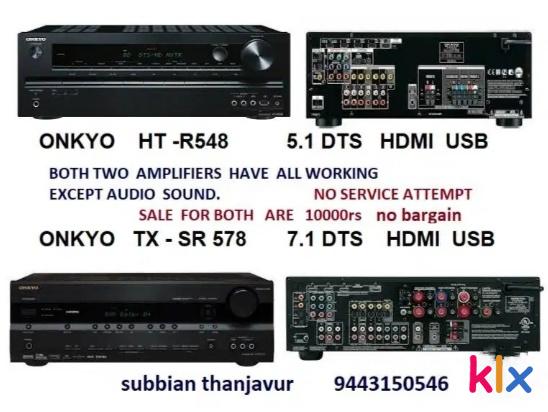 ONKYO HT -R548 5.1 DTS HDMI USB
BOTH TWO AMPLIFIERS HAVE ALL WORKING
EXCEPT AUDIO SOUND. NO SERVICE ATTEMPT
SALE FOR BOTH ARE 10000rs no bargain
ONKYO TX - SR 578 7.1 DTS HDMI USB
ONKYO
subbian thanjavur 9443150546 klx